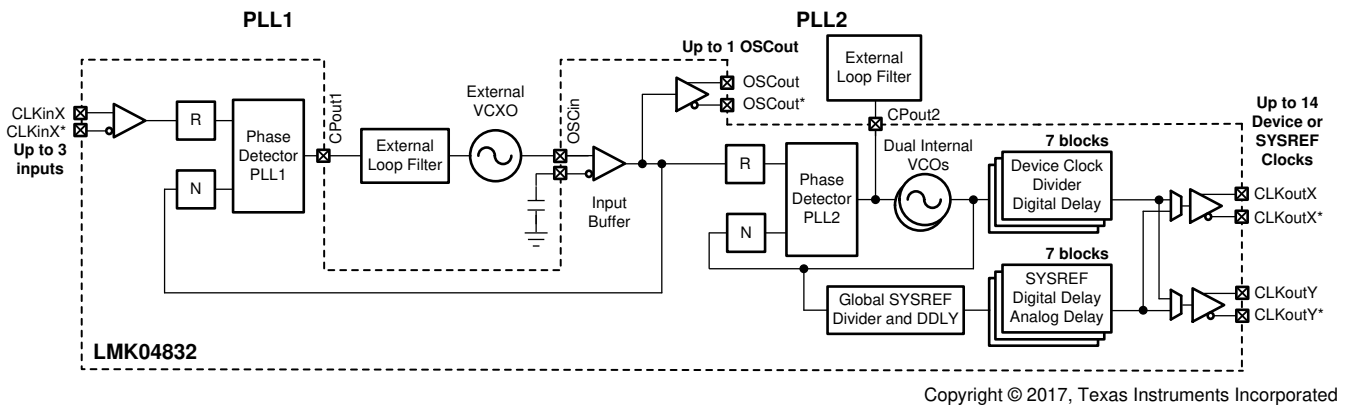 PLL1
PLL2
Up to 1 OSCout
External
Loop Filter
OSCout
OSCout*
CPout2
External
VCXO
OSCin
CPout1
CLKinX
CLKinX*
Up to 3
inputs
R
N
Phase
Detector
PLL1
External
Loop Filter
Input
Buffer
R
N
Phase
Detector
PLL2
Dual Internal
VCOs
7 blocks
Device Clock
Divider
Digital Delay
7 blocks
SYSREF
Digital Delay
Analog Delay
Global SYSREF
Divider and DDLY
Up to 14
Device or
SYSREF
Clocks
CLKoutX
CLKoutX*
CLKoutY
CLKoutY*
LMK04832
Copyright © 2017, Texas Instruments Incorporated